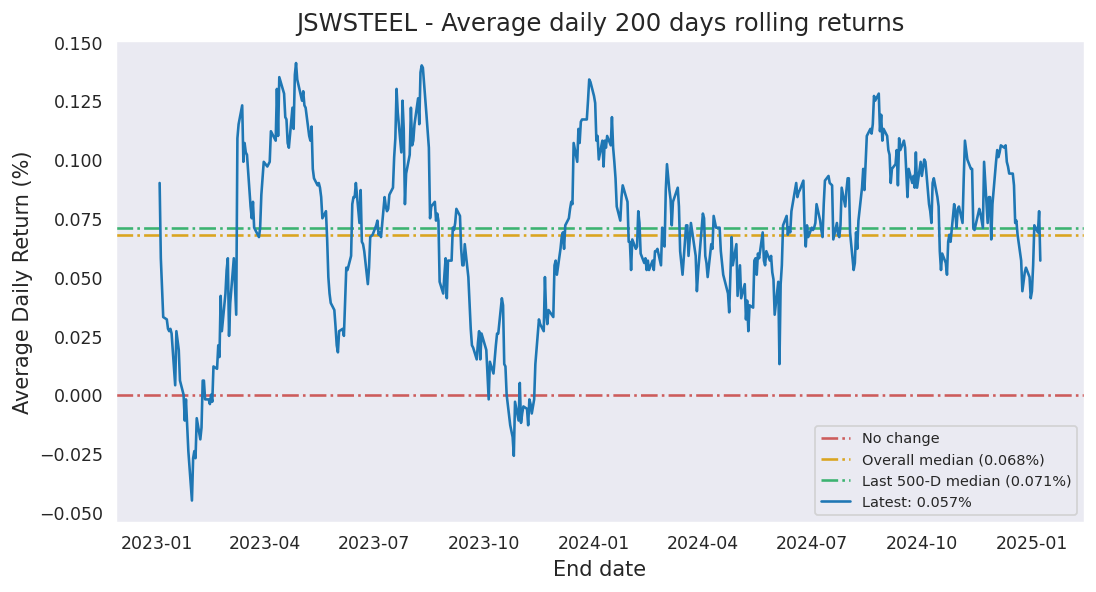 JSWSTEEL - Average daily 200 days rolling returns
Average Daily Return (%)
0.150
0.125
0.100
0.075
0.050
0.025
0.000
−0.025
−0.050
No change
Overall median (0.068%)
Last 500-D median (0.071%)
Latest: 0.057%
2023-01
2023-04
2023-07
2023-10
2024-01
2024-04
2024-07
2024-10
2025-01
End date